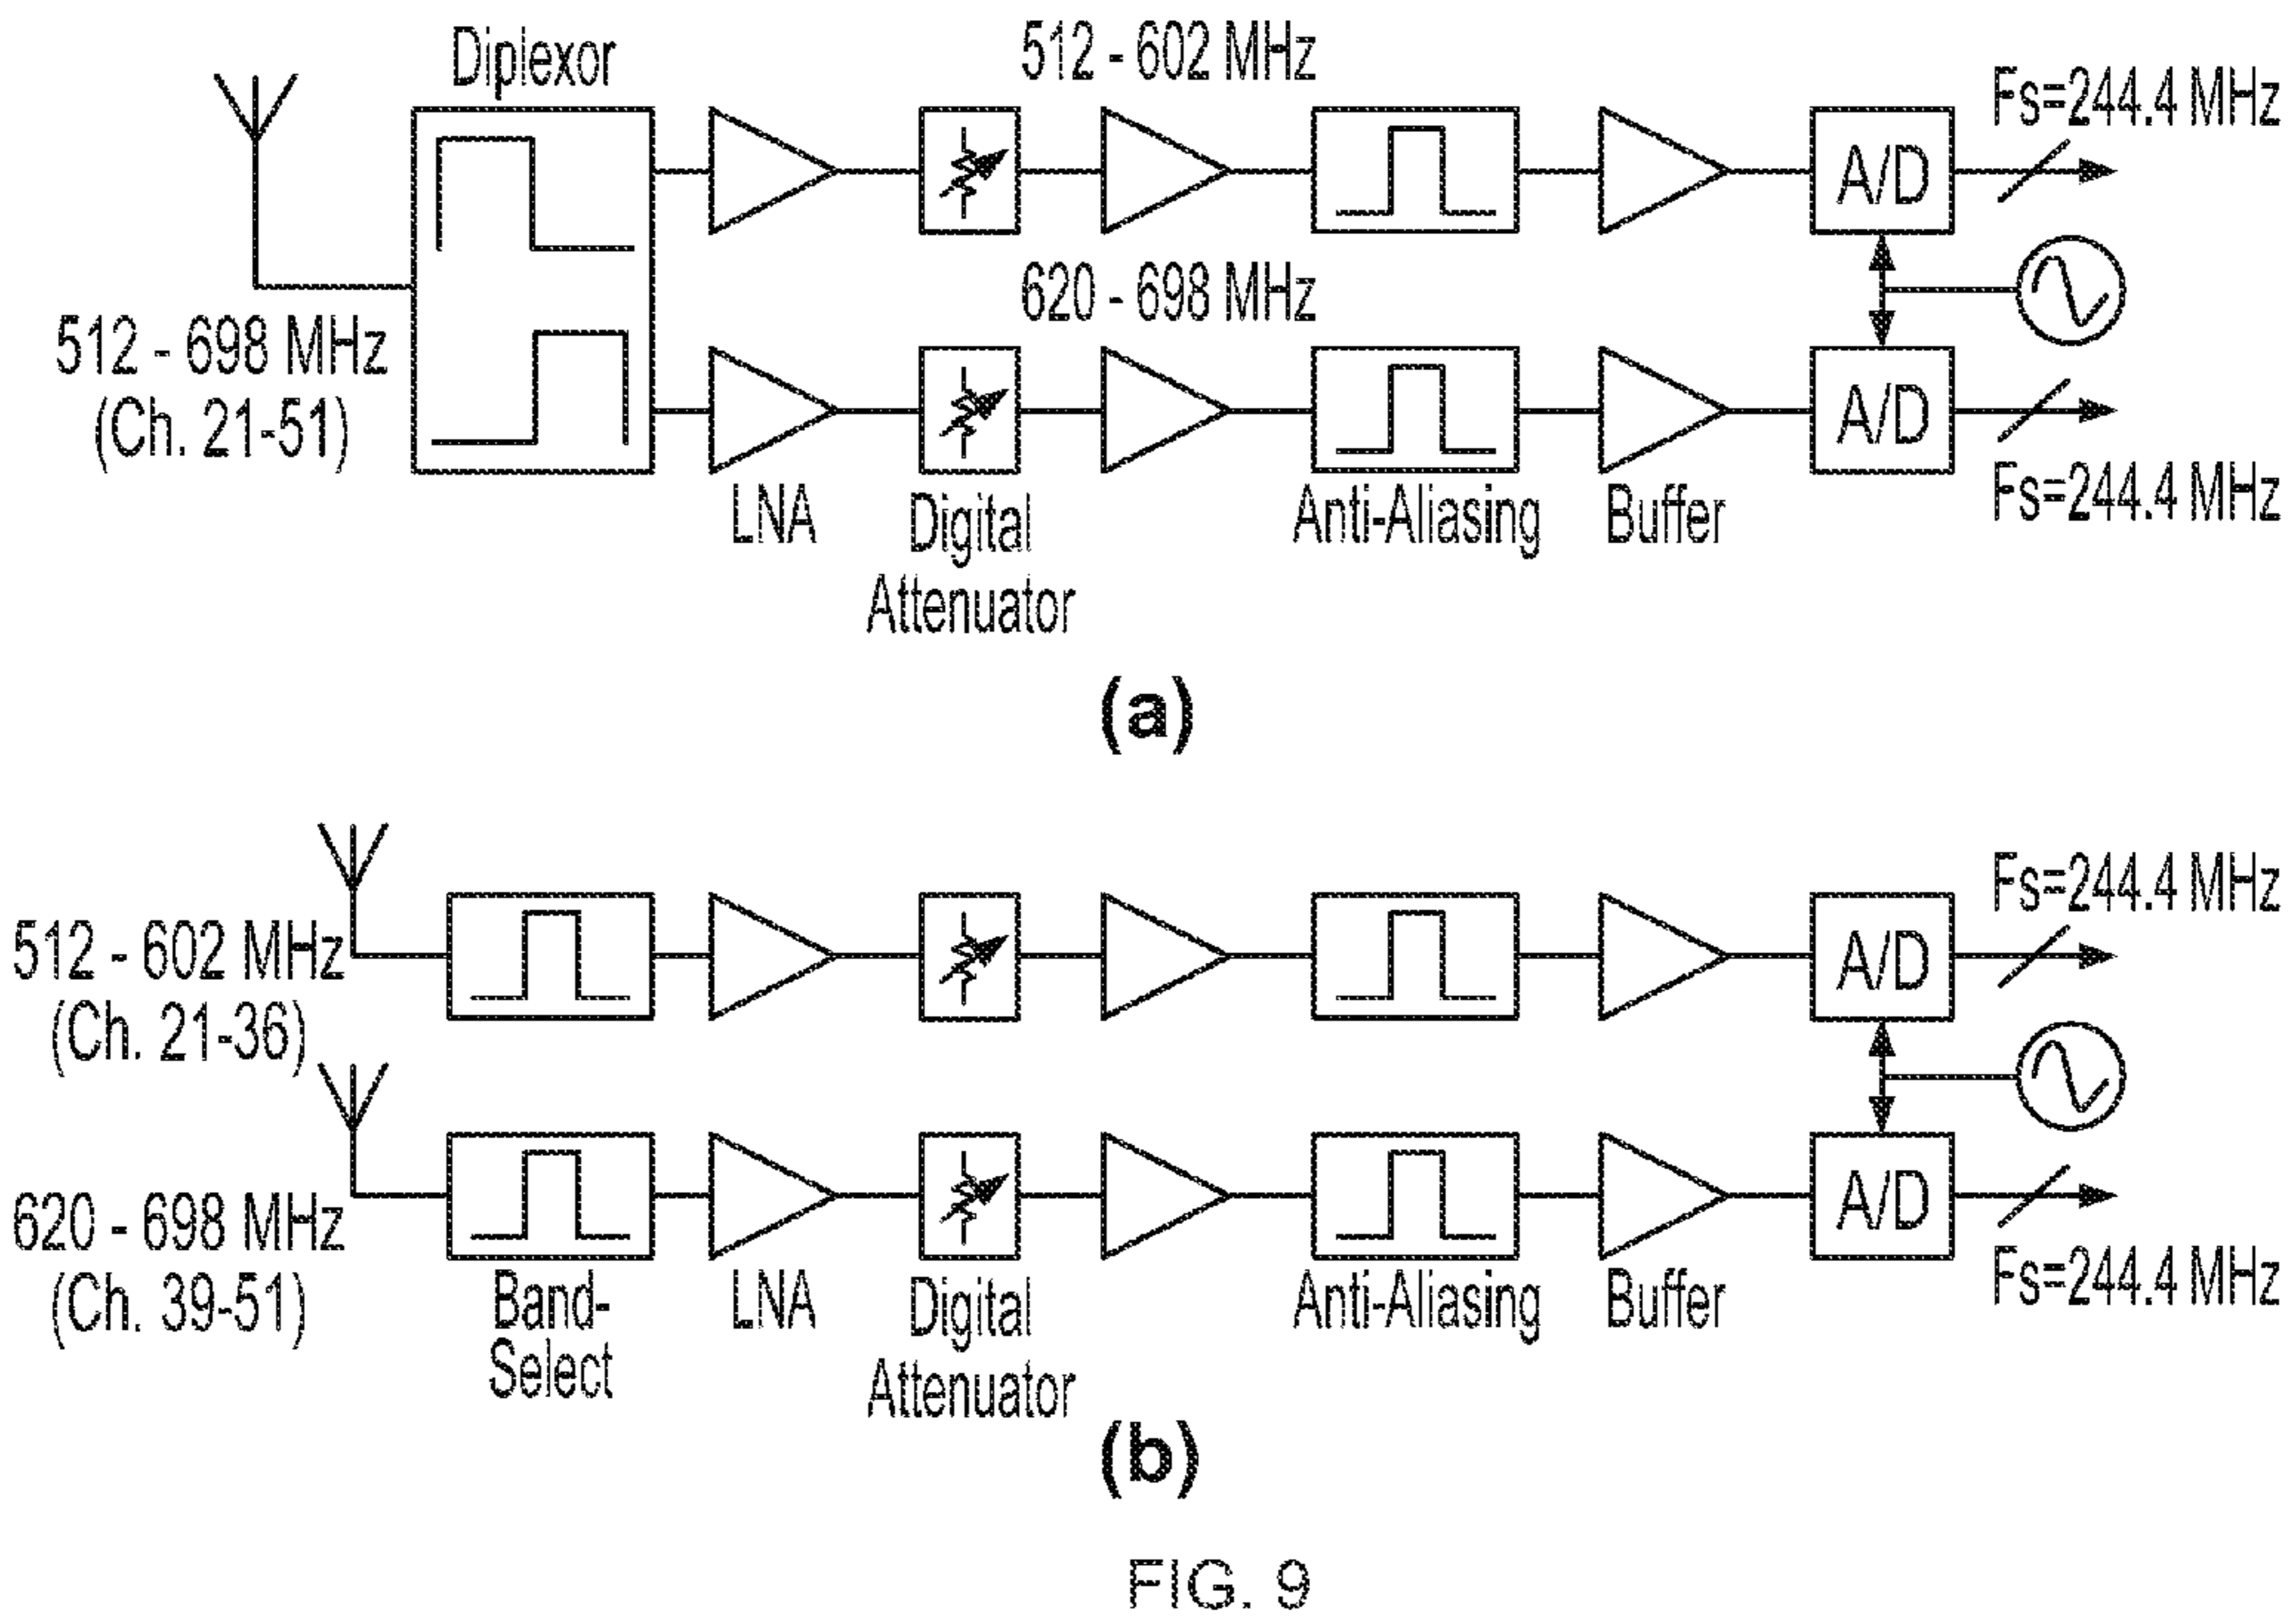 Diplexor
512 - 602 MHz
Fs=244.4 MHz
A/D
620 - 698 MHz
512 - 698 MHz
(Ch. 21-51)
A/D
LNA
Digital
Attenuator
Anti-Aliasing
Buffer
Fs=244.4 MHz
(a)
Fs=244.4 MHz
512 - 602 MHz
(Ch. 21-36)
A/D
620 - 698 MHz
(Ch. 39-51)
A/D
Band-
Select
LNA
Digital
Attenuator
Anti-Aliasing
Buffer
Fs=244.4 MHz
(b)
FIG. 9